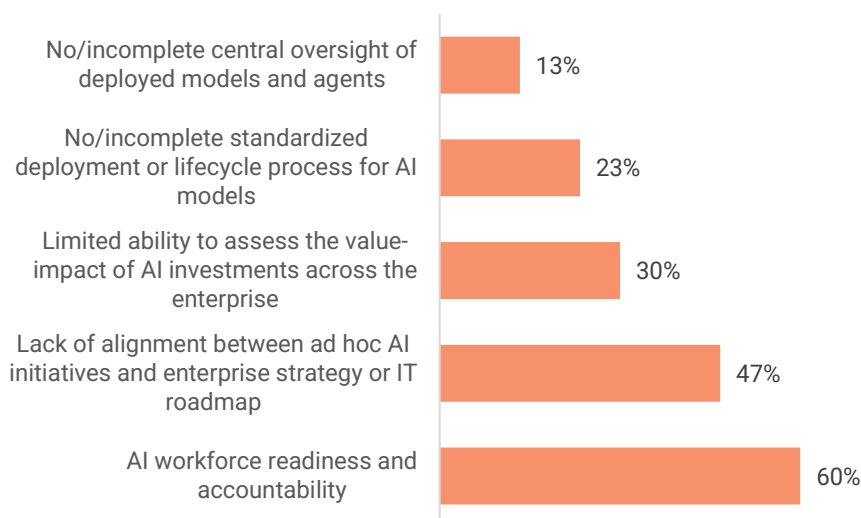 No/incomplete central oversight of
deployed models and agents
13%
No/incomplete standardized
deployment or lifecycle process for AI
models
23%
Limited ability to assess the value-
impact of AI investments across the
enterprise
30%
Lack of alignment between ad hoc AI
initiatives and enterprise strategy or IT
roadmap
47%
AI workforce readiness and
accountability
60%